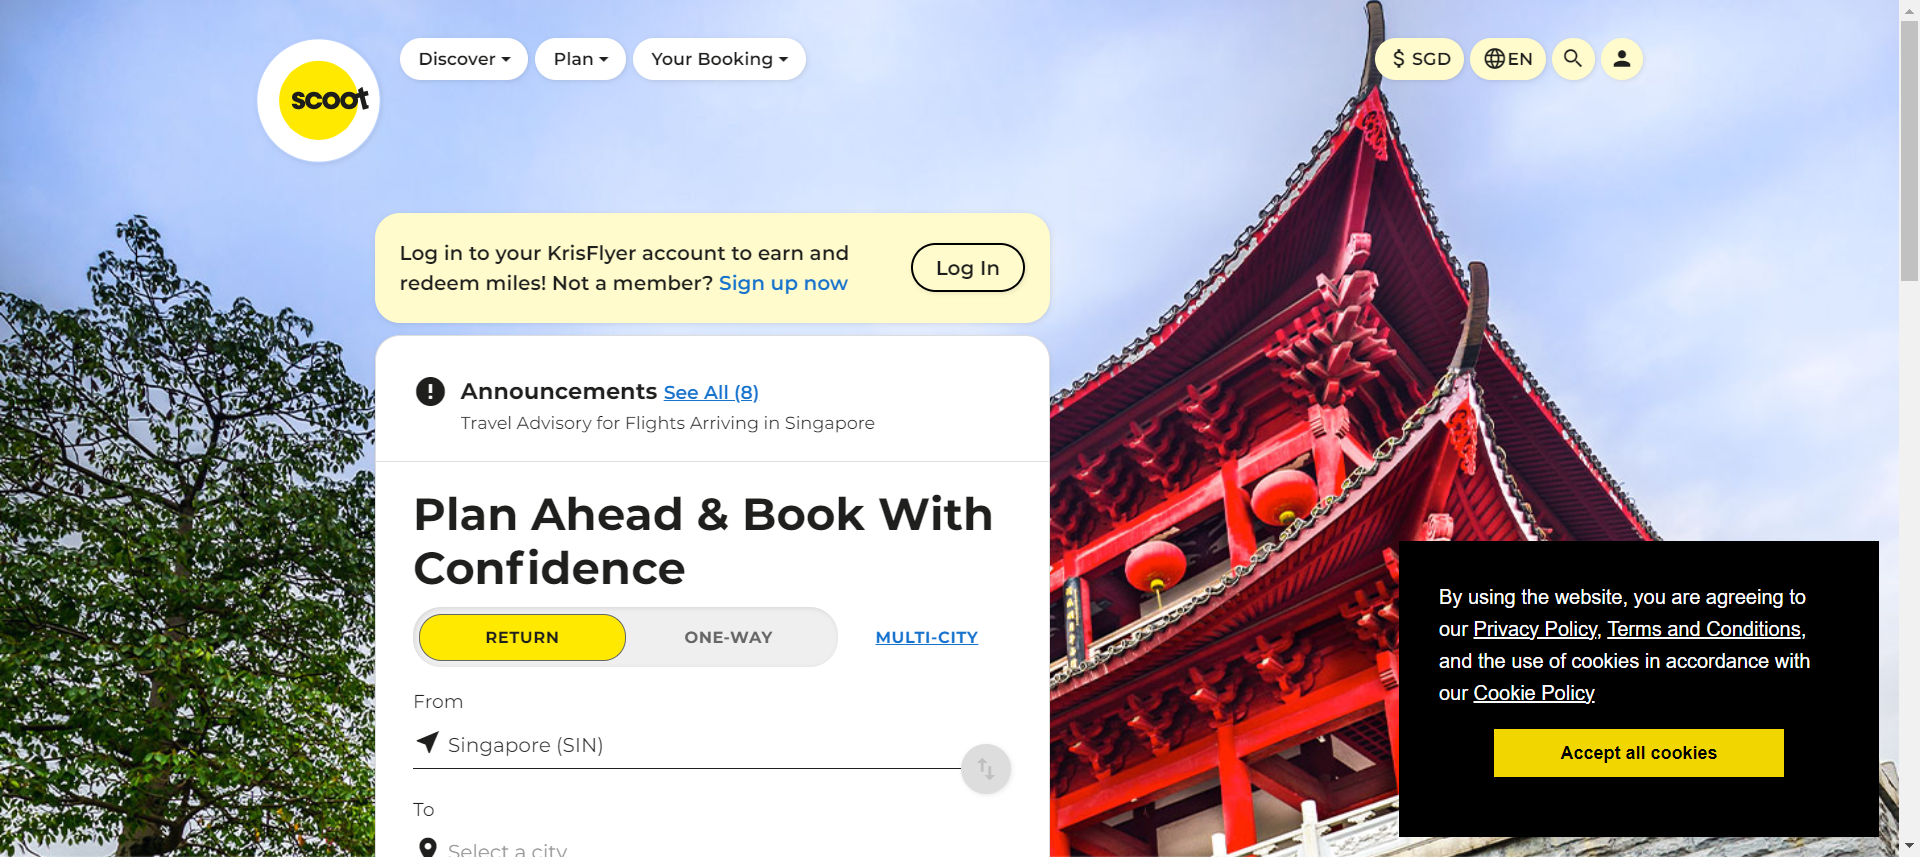 scoot
Discover
Plan
Your Booking
$ SGD
EN
Log in to your KrisFlyer account to earn and
redeem miles! Not a member? Sign up now
Log In
Announcements See All (8)
Travel Advisory for Flights Arriving in Singapore
Plan Ahead & Book With
Confidence
RETURN
ONE-WAY
MULTI-CITY
From
Singapore (SIN)
To
Select a city
By using the website, you are agreeing to
our Privacy Policy, Terms and Conditions,
and the use of cookies in accordance with
our Cookie Policy
Accept all cookies